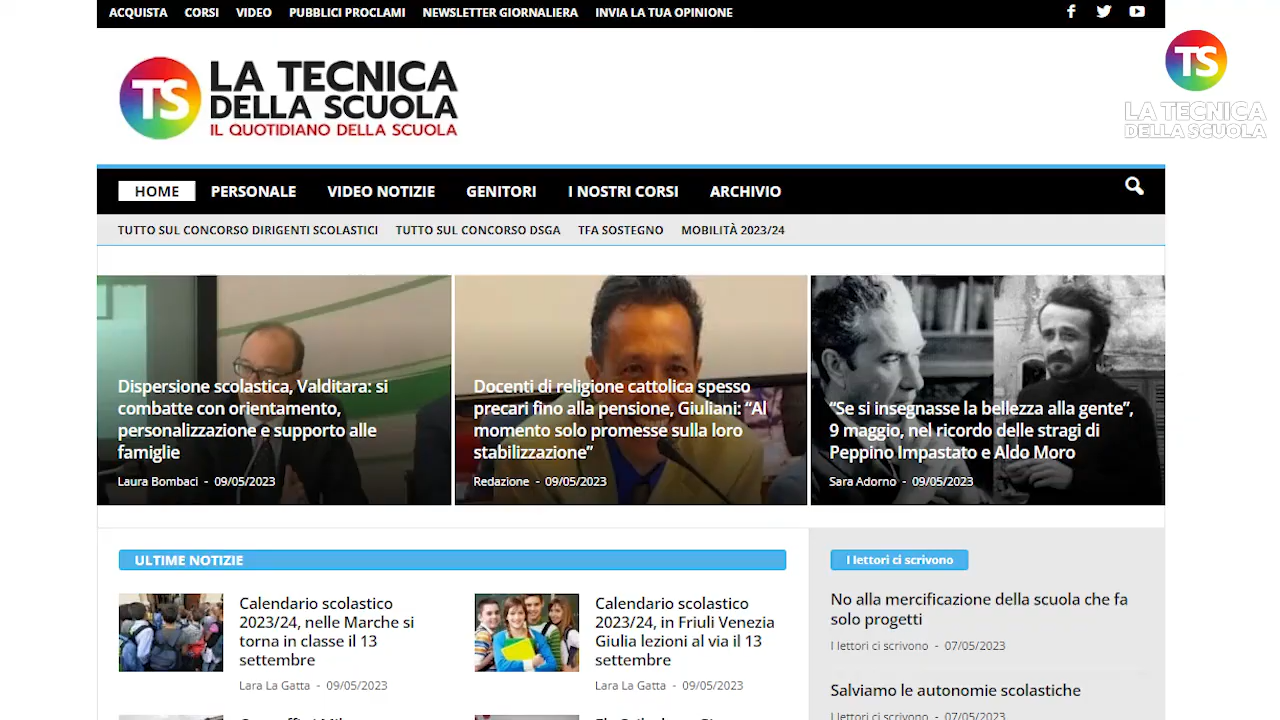 ACQUISTA CORSI VIDEO PUBBLICI PROCLAMI NEWSLETTER GIORNALIERA INVIA LA TUA OPINIONE
TS
LA TECNICA
DELLA SCUOLA
IL QUOTIDIANO DELLA SCUOLA
TS
LA TECNICA
DELLA SCUOLA
HOME PERSONALE VIDEO NOTIZIE GENITORI I NOSTRI CORSI ARCHIVIO
TUTTO SUL CONCORSO DIRIGENTI SCOLASTICI TUTTO SUL CONCORSO DSGA TFA SOSTEGNO MOBILITÀ 2023/24
Dispersione scolastica, Valditara: si
combatte con orientamento,
personalizzazione e supporto alle
famiglie
Laura Bombaci - 09/05/2023
Docenti di religione cattolica spesso
precari fino alla pensione, Giuliani: “Al
momento solo promesse sulla loro
stabilizzazione”
Redazione - 09/05/2023
“Se si insegnasse la bellezza alla gente”,
9 maggio, nel ricordo delle stragi di
Peppino Impastato e Aldo Moro
Sara Adorno - 09/05/2023
ULTIME NOTIZIE
Calendario scolastico
2023/24, nelle Marche si
torna in classe il 13
settembre
Lara La Gatta - 09/05/2023
Calendario scolastico
2023/24, in Friuli Venezia
Giulia lezioni al via il 13
settembre
Lara La Gatta - 09/05/2023
I lettori ci scrivono
No alla mercificazione della scuola che fa
solo progetti
I lettori ci scrivono - 07/05/2023
Salviamo le autonomie scolastiche
I lettori ci scrivono - 07/05/2023